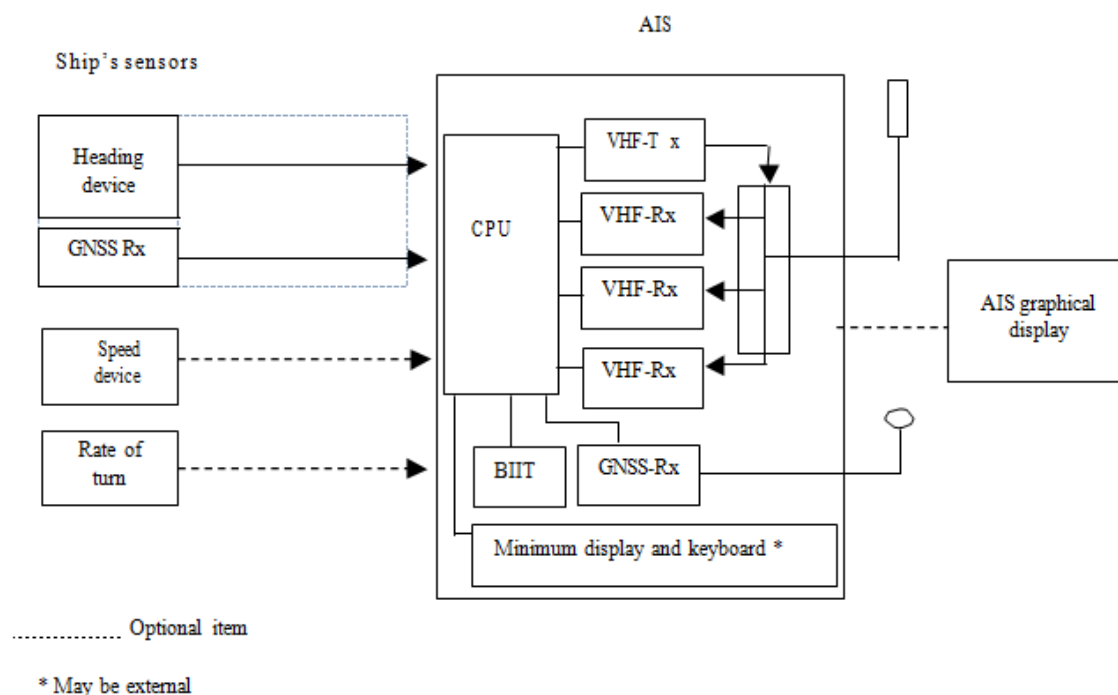 AIS
Ship's sensors
Heading
device
GNSS Rx
Speed
device
Rate of
turn
CPU
VHF-T x
VHF-Rx
VHF-Rx
VHF-Rx
BIIT
GNSS-Rx
Minimum display and keyboard *
AIS graphical
display
Optional item
* May be external